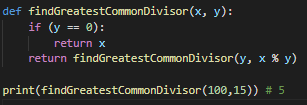 def findGreatestCommonDivisor(x, y):
    if (y == 0):
        return x
    return findGreatestCommonDivisor(y, x % y)

print(findGreatestCommonDivisor(100,15)) # 5